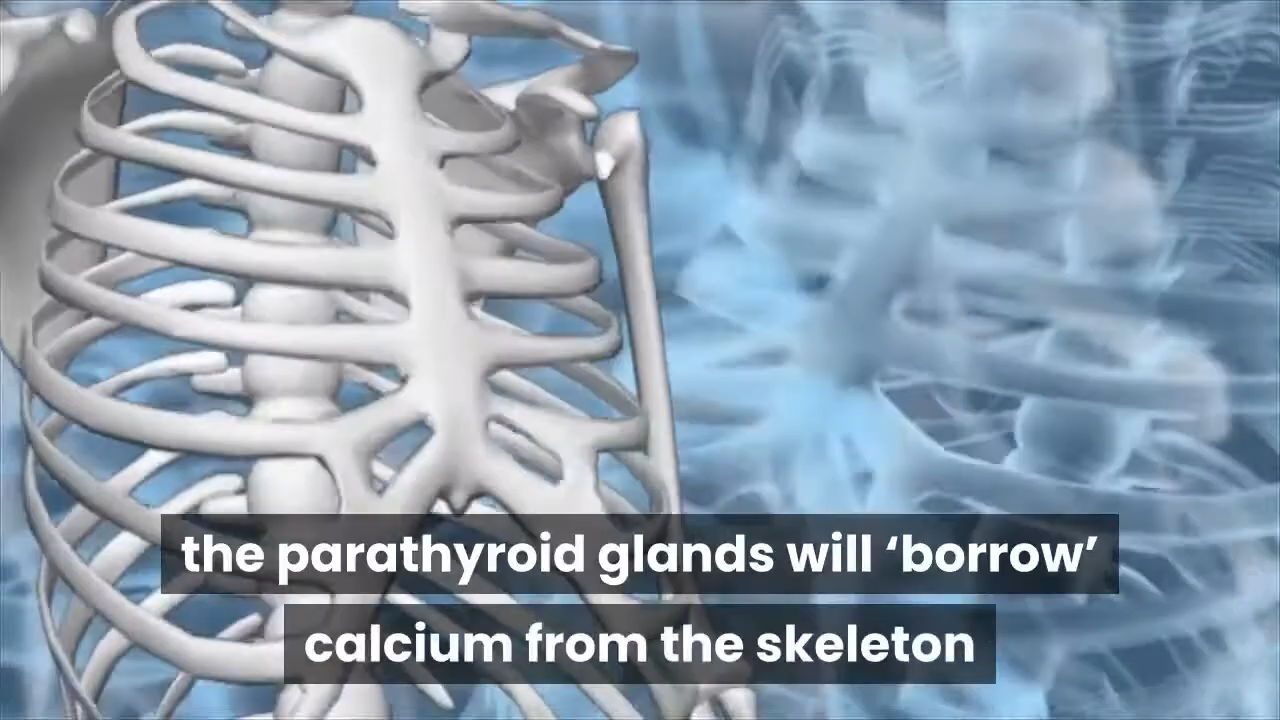 the parathyroid glands will ‘borrow’
calcium from the skeleton